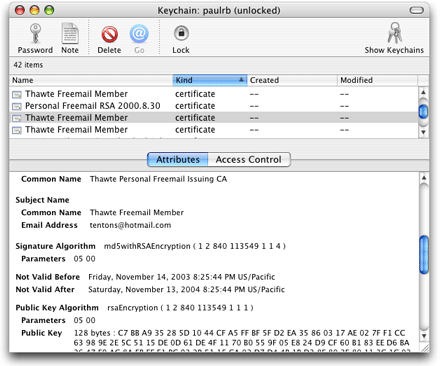 Keychain: paulrb (unlocked)
Password Note Delete Go Lock Show Keychains
42 items
Name Kind Created Modified
Thawte Freemail Member certificate -- --
Personal Freemail RSA 2000.8.30 certificate -- --
Thawte Freemail Member certificate -- --
Thawte Freemail Member certificate -- --
Attributes Access Control
Common Name Thawte Personal Freemail Issuing CA
Subject Name
Common Name Thawte Freemail Member
Email Address tentons@hotmail.com
Signature Algorithm md5withRSAEncryption ( 1 2 840 113549 1 1 4 )
Parameters 05 00
Not Valid Before Friday, November 14, 2003 8:25:44 PM US/Pacific
Not Valid After Saturday, November 13, 2004 8:25:44 PM US/Pacific
Public Key Algorithm rsaEncryption ( 1 2 840 113549 1 1 1 )
Parameters 05 00
Public Key 128 bytes : C7 BB A9 35 28 5D 10 44 CF A5 FF BF 5F D2 EA 35 86 03 17 AE 02 7F F1 CC
63 98 9E 2E 5C 51 15 DE 0D 61 DE 4F 11 70 B0 55 9F 05 E8 24 D9 CF 60 B1 83 EE D6 BA